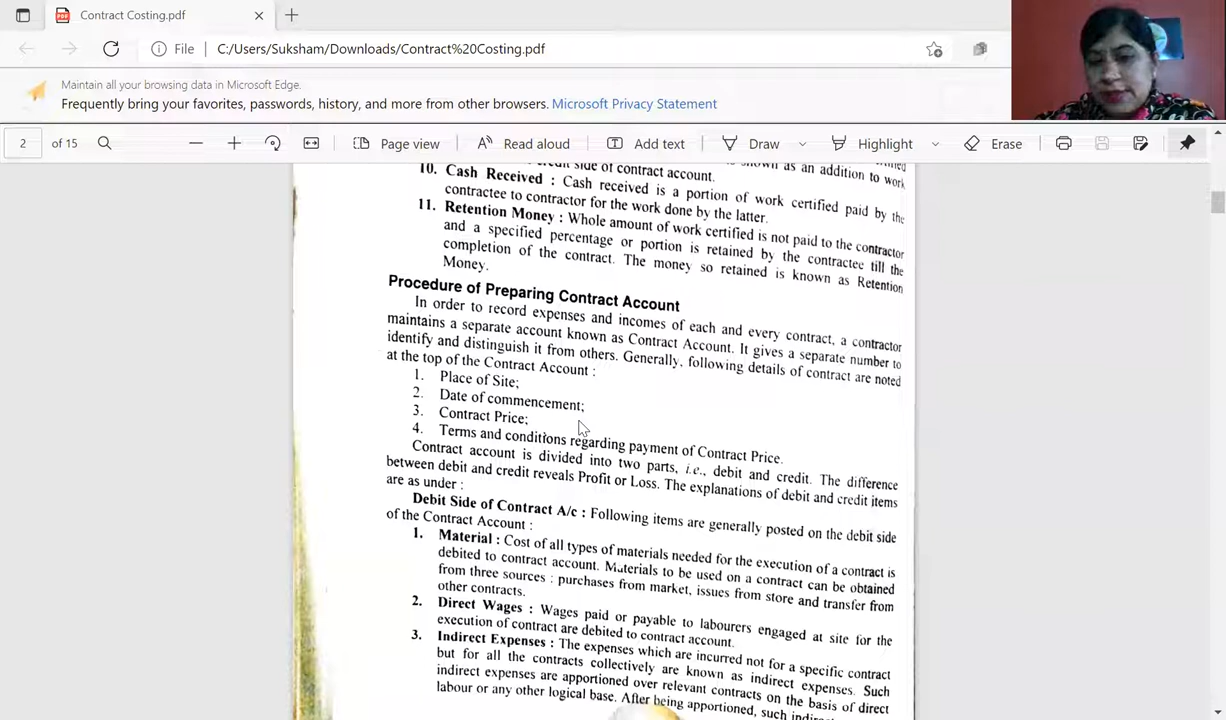 Contract Costing.pdf
File C:/Users/Suksham/Downloads/Contract%20Costing.pdf
Maintain all your browsing data in Microsoft Edge.
Frequently bring your favorites, passwords, history, and more from other browsers. Microsoft Privacy Statement
2 of 15 Page view Read aloud Add text Draw Highlight Erase
credit side of contract account. shown as an addition to work
10. Cash Received : Cash received is a portion of work certified paid by the
contractee to contractor for the work done by the latter.
11. Retention Money : Whole amount of work certified is not paid to the contractor
and a specified percentage or portion is retained by the contractee till the
completion of the contract. The money so retained is known as Retention
Money.
Procedure of Preparing Contract Account
In order to record expenses and incomes of each and every contract, a contractor
maintains a separate account known as Contract Account. It gives a separate number to
identify and distinguish it from others. Generally, following details of contract are noted
at the top of the Contract Account :
1. Place of Site;
2. Date of commencement;
3. Contract Price;
4. Terms and conditions regarding payment of Contract Price.
Contract account is divided into two parts, i.e., debit and credit. The difference
between debit and credit reveals Profit or Loss. The explanations of debit and credit items
are as under :
Debit Side of Contract A/c : Following items are generally posted on the debit side
of the Contract Account :
1. Material : Cost of all types of materials needed for the execution of a contract is
debited to contract account. Materials to be used on a contract can be obtained
from three sources : purchases from market, issues from store and transfer from
other contracts.
2. Direct Wages : Wages paid or payable to labourers engaged at site for the
execution of contract are debited to contract account.
3. Indirect Expenses : The expenses which are incurred not for a specific contract
but for all the contracts collectively are known as indirect expenses. Such
indirect expenses are apportioned over relevant contracts on the basis of direct
labour or any other logical base. After being apportioned, such